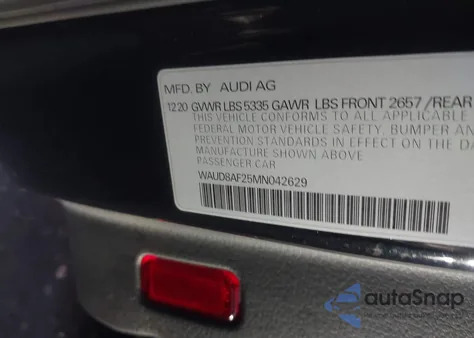 MFD. BY AUDI AG
12 20 GVWR LBS 5335 GAWR LBS FRONT 2657 /REAR
THIS VEHICLE CONFORMS TO ALL APPLICABLE
FEDERAL MOTOR VEHICLE SAFETY, BUMPER AN
PREVENTION STANDARDS IN EFFECT ON THE D
MANUFACTURE SHOWN ABOVE
PASSENGER CAR
WAUD8AF25MN042629
autoSnap